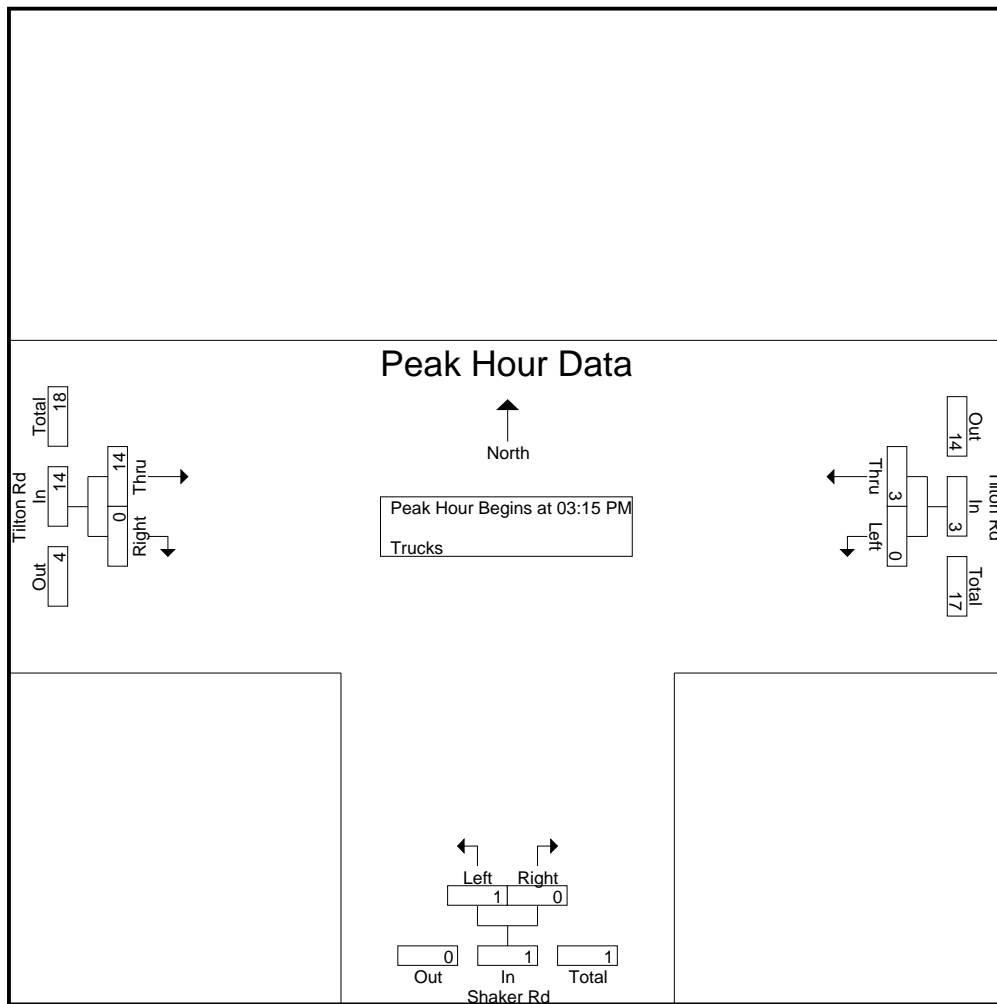 Peak Hour Data
North
Peak Hour Begins at 03:15 PM
Trucks
Tilton Rd
Total
18
In
14
Out
4
14
Thru
0
Right
Tilton Rd
Out
14
In
3
Total
17
Thru
3
Left
0
Left
Right
1
0
0
1
1
Out
In
Total
Shaker Rd